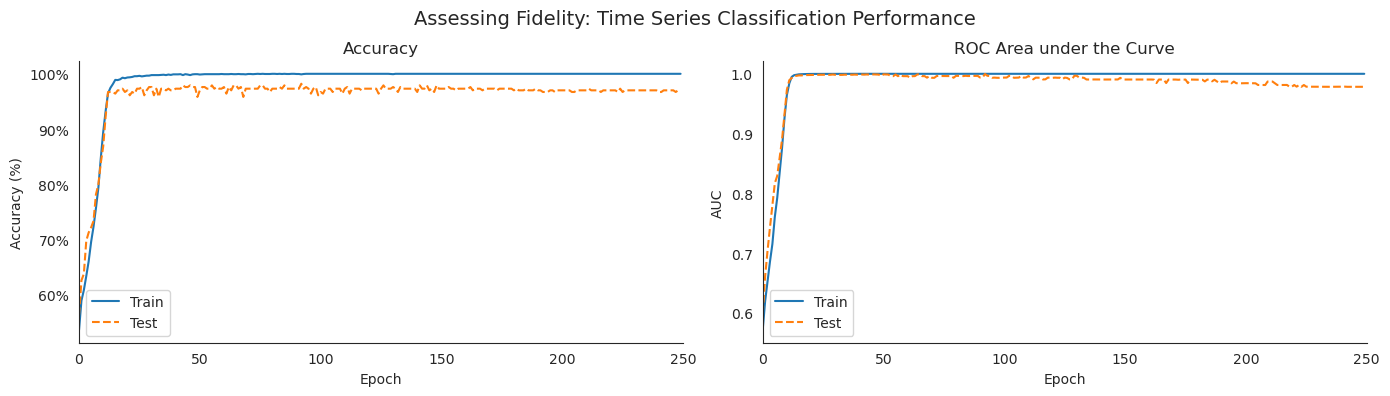 Assessing Fidelity: Time Series Classification Performance
Accuracy
100%
90%
80%
70%
60%
Accuracy (%)
Train
Test
0 50 100 150 200 250
Epoch
ROC Area under the Curve
1.0
0.9
0.8
0.7
0.6
AUC
Train
Test
0 50 100 150 200 250
Epoch